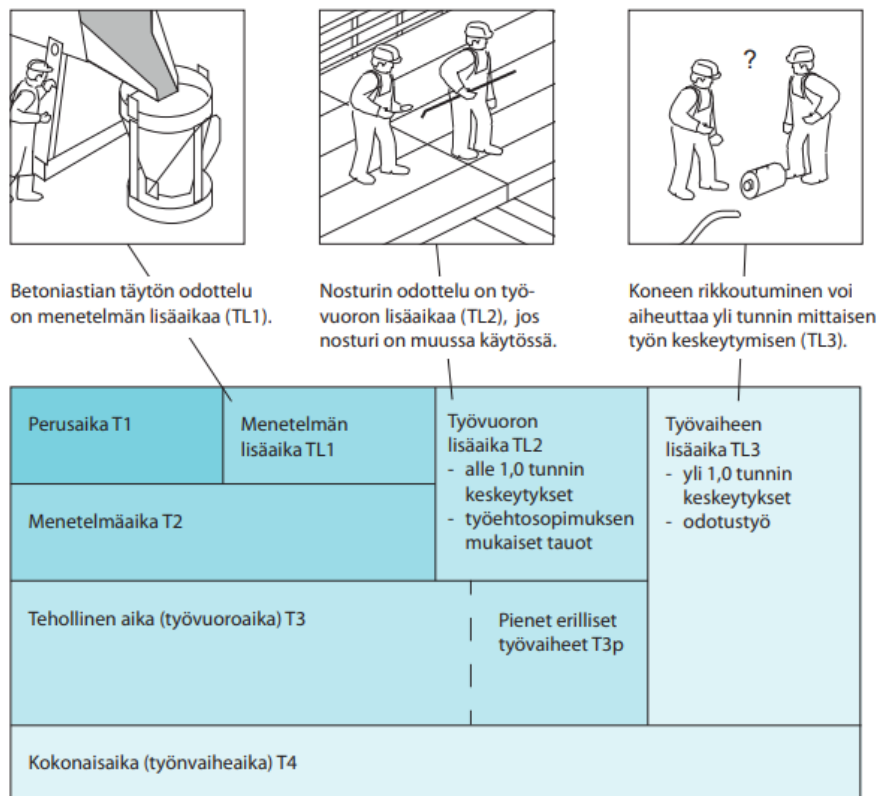 ?
Betoniastian täytön odottelu
on menetelmän lisäaikaa (TL1).
Nosturin odottelu on työ-
vuoron lisäaikaa (TL2), jos
nosturi on muussa käytössä.
Koneen rikkoutuminen voi
aiheuttaa yli tunnin mittaisen
työn keskeytymisen (TL3).
Perusaika T1
Menetelmän
lisäaika TL1
Työvuoron
lisäaika TL2
- alle 1,0 tunnin
keskeytykset
- työehtosopimuksen
mukaiset tauot
Työvaiheen
lisäaika TL3
- yli 1,0 tunnin
keskeytykset
- odotustyö
Menetelmäaika T2
Tehollinen aika (työvuoroaika) T3
Pienet erilliset
työvaiheet T3p
Kokonaisaika (työnvaiheaika) T4